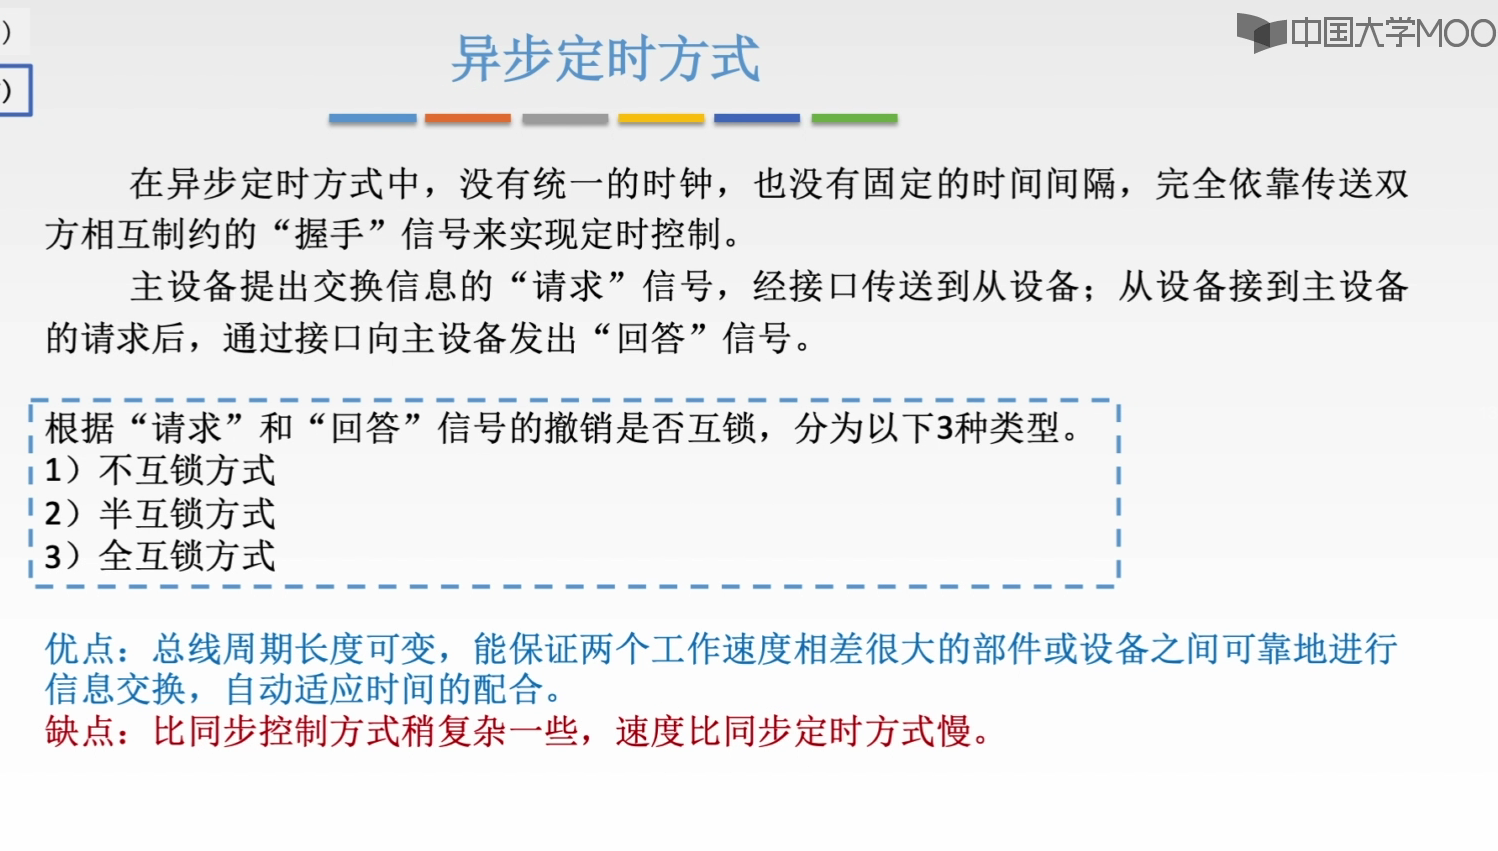 ）
）
中国大学MOO
异步定时方式
在异步定时方式中，没有统一的时钟，也没有固定的时间间隔，完全依靠传送双
方相互制约的“握手”信号来实现定时控制。
主设备提出交换信息的“请求”信号，经接口传送到从设备；从设备接到主设备
的请求后，通过接口向主设备发出“回答”信号。
根据“请求”和“回答”信号的撤销是否互锁，分为以下3种类型。
1）不互锁方式
2）半互锁方式
3）全互锁方式
优点：总线周期长度可变，能保证两个工作速度相差很大的部件或设备之间可靠地进行
信息交换，自动适应时间的配合。
缺点：比同步控制方式稍复杂一些，速度比同步定时方式慢。